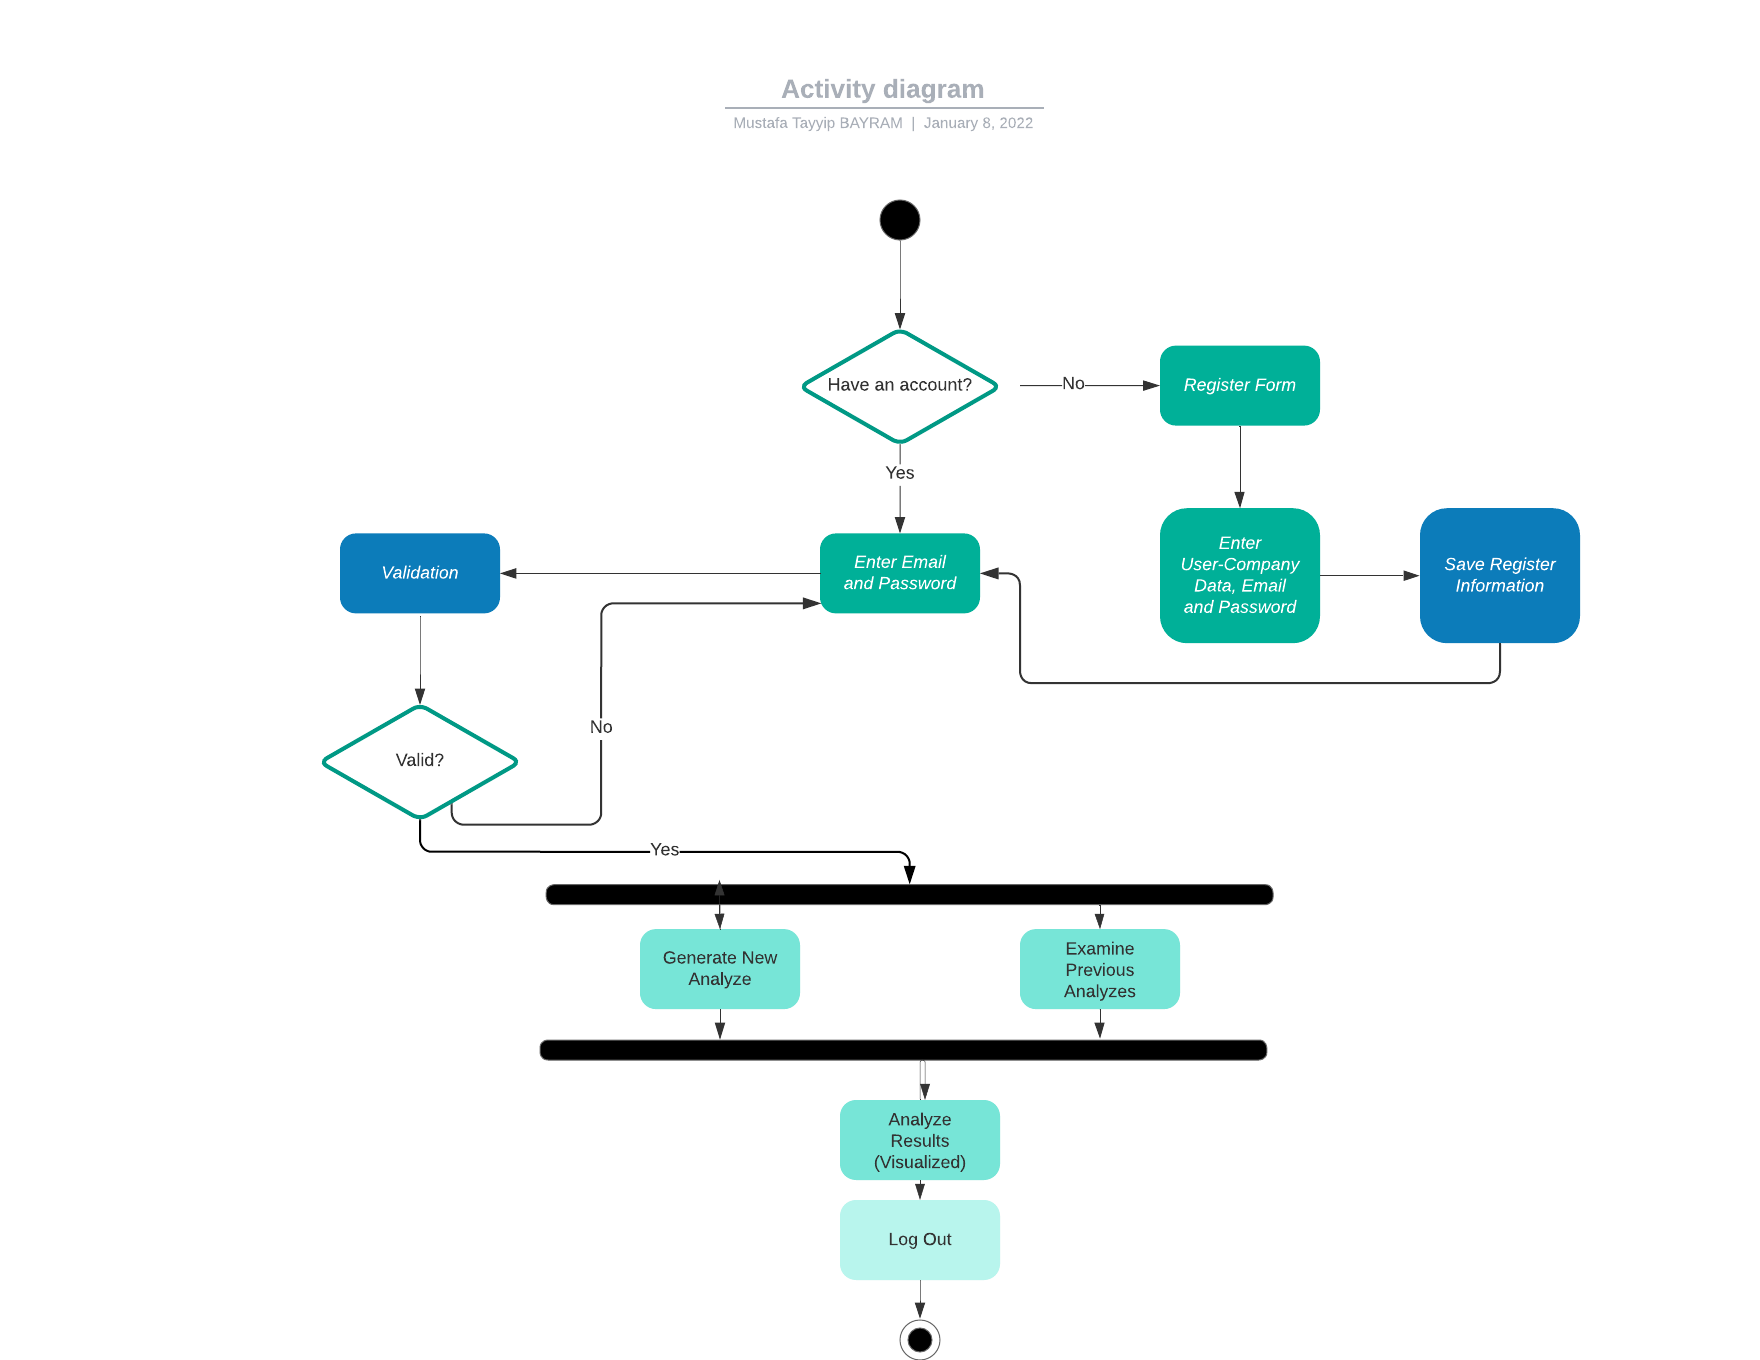 Activity diagram
Mustafa Tayyip BAYRAM | January 8, 2022
Have an account?
No
Register Form
Yes
Validation
Enter Email
and Password
Enter
User-Company
Data, Email
and Password
Save Register
Information
No
Valid?
Yes
Generate New
Analyze
Examine
Previous
Analyzes
Analyze
Results
(Visualized)
Log Out